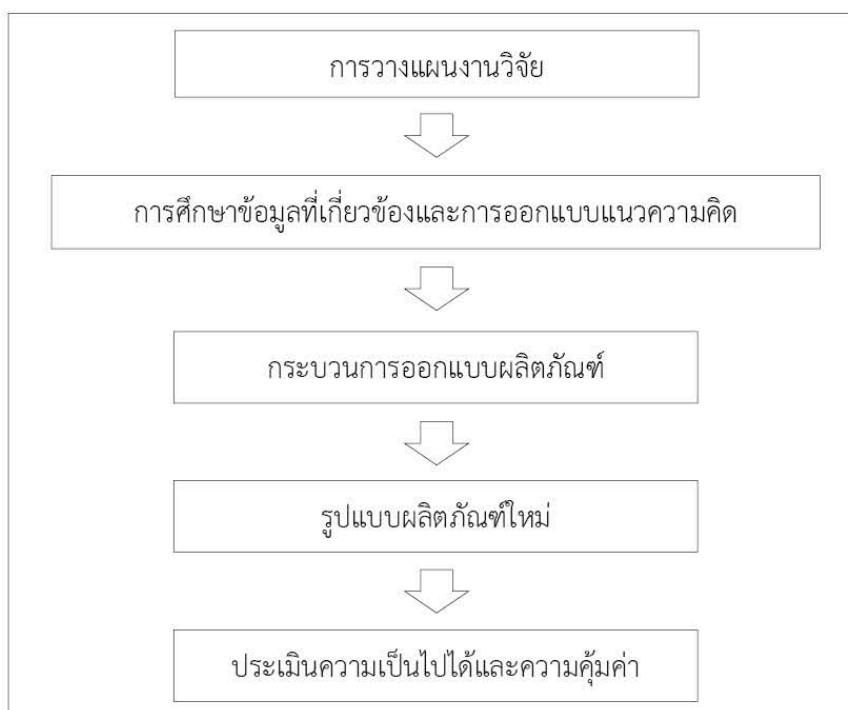 การวางแผนงานวิจัย
การศึกษาข้อมูลที่เกี่ยวข้องและการออกแบบแนวความคิด
กระบวนการออกแบบผลิตภัณฑ์
รูปแบบผลิตภัณฑ์ใหม่
ประเมินความเป็นไปได้และความคุ้มค่า